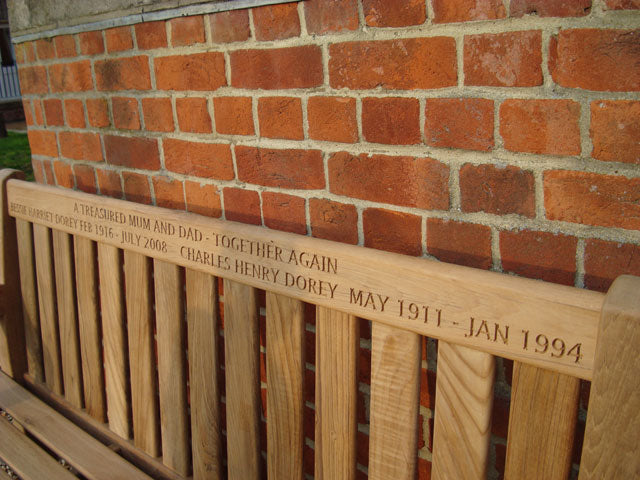 A TREASURED MUM AND DAD - TOGETHER AGAIN
BESSIE HARRIET DOREY FEB 1916 - JULY 2008 CHARLES HENRY DOREY MAY 1911 - JAN 1994